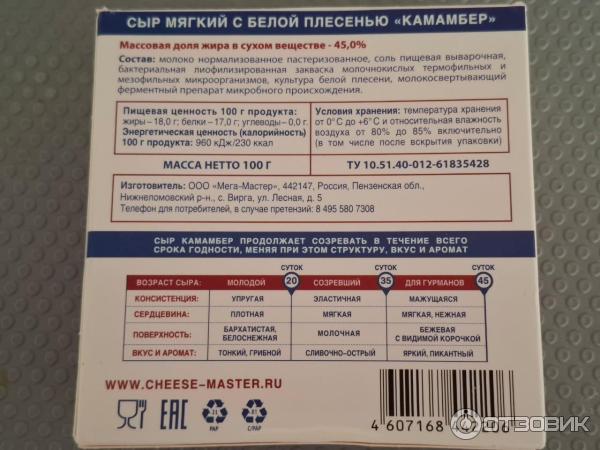 СЫР МЯГКИЙ С БЕЛОЙ ПЛЕСЕНЬЮ «КАМАМБЕР»
Массовая доля жира в сухом веществе - 45,0%
Состав: молоко нормализованное пастеризованное, соль пищевая выварочная,
бактериальная лиофилизированная закваска молочнокислых термофильных и
мезофильных микроорганизмов, культура белой плесени, молокосвертывающий
ферментный препарат микробного происхождения.
Пищевая ценность 100 г продукта:
жиры – 18,0 г; белки - 17,0 г; углеводы – 0,0 г.
Энергетическая ценность (калорийность)
100 г продукта: 960 кДж/230 ккал
Условия хранения: температура хранения
от 0°С до +6°С и относительная влажность
воздуха от 80% до 85% включительно
(в том числе после вскрытия упаковки)
МАССА НЕТТО 100 Г
ТУ 10.51.40-012-61835428
Изготовитель: ООО «Мега-Мастер», 442147, Россия, Пензенская обл.,
Нижнеломовский р-н, с. Вирга, ул. Лесная, д. 5
Телефон для потребителей, в случае претензий: 8 495 580 7308
СЫР КАМАМБЕР ПРОДОЛЖАЕТ СОЗРЕВАТЬ В ТЕЧЕНИЕ ВСЕГО
СРОКА ГОДНОСТИ, МЕНЯЯ ПРИ ЭТОМ СТРУКТУРУ, ВКУС И АРОМАТ
СУТОК СУТОК СУТОК
ВОЗРАСТ СЫРА: МОЛОДОЙ 20 СОЗРЕВШИЙ 35 ДЛЯ ГУРМАНОВ 45
КОНСИСТЕНЦИЯ: УПРУГАЯ ЭЛАСТИЧНАЯ МАЖУЩАЯСЯ
СЕРДЦЕВИНА: ПЛОТНАЯ МЯГКАЯ МЯГКАЯ, НЕЖНАЯ
ПОВЕРХНОСТЬ: БАРХАТИСТАЯ, БЕЛОСНЕЖНАЯ МОЛОЧНАЯ БЕЖЕВАЯ С ВИДИМОЙ КОРОЧКОЙ
ВКУС И АРОМАТ: ТОНКИЙ, ГРИБНОЙ СЛИВОЧНО-ОСТРЫЙ ЯРКИЙ, ПИКАНТНЫЙ
WWW.CHEESE-MASTER.RU
EAC
21
PAP
81
C/PAP
4 607168
ОТЗОВИК